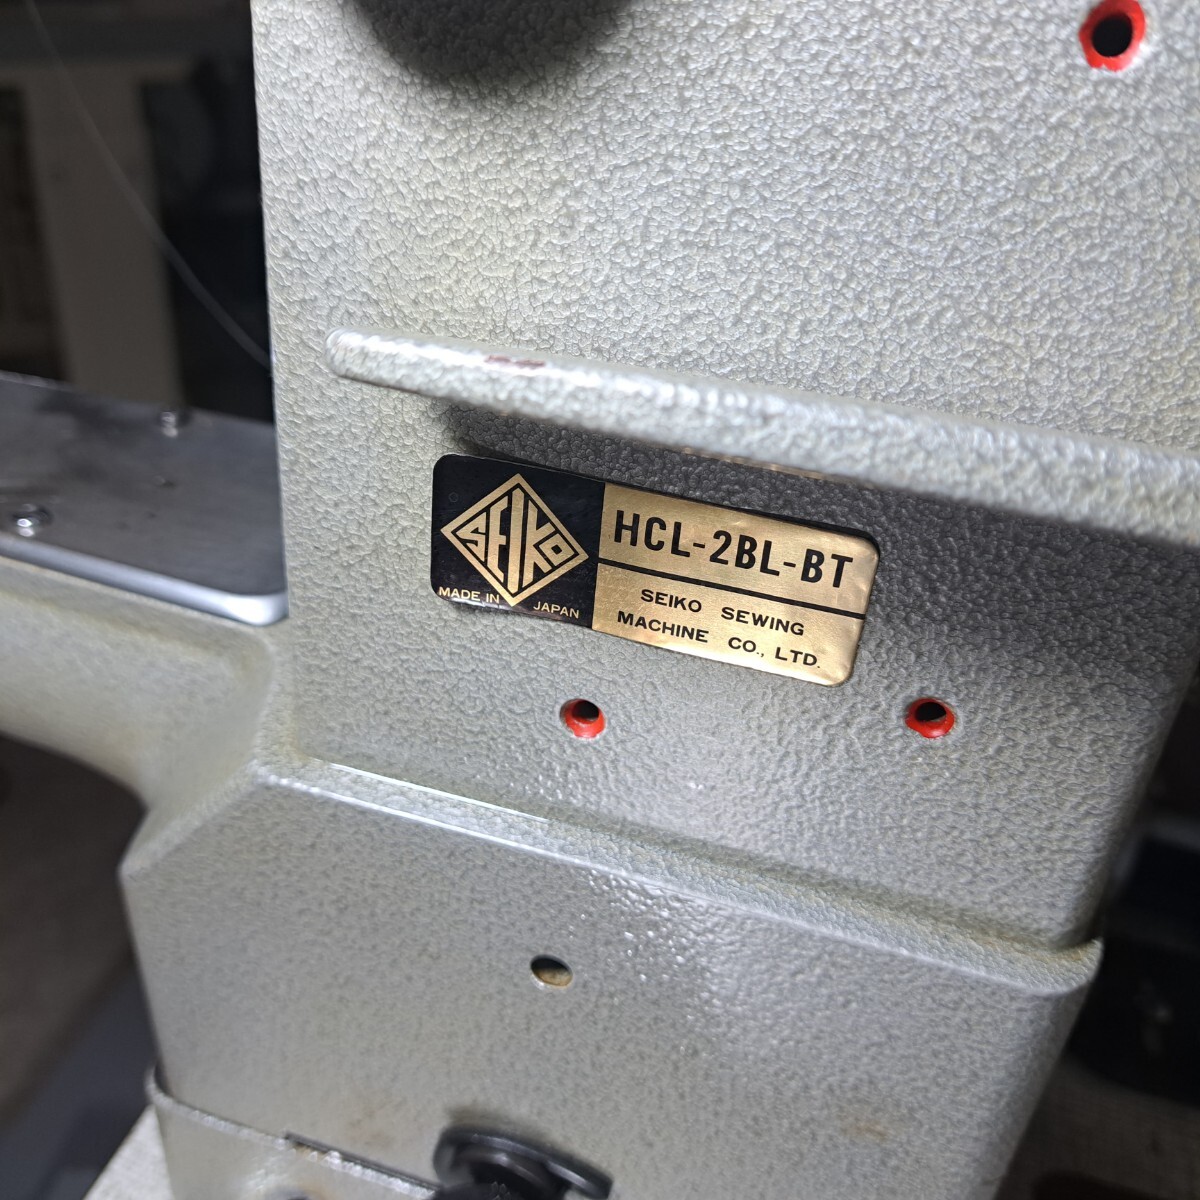 SEIKO
MADE IN JAPAN
HCL-2BL-BT
SEIKO SEWING
MACHINE CO., LTD.